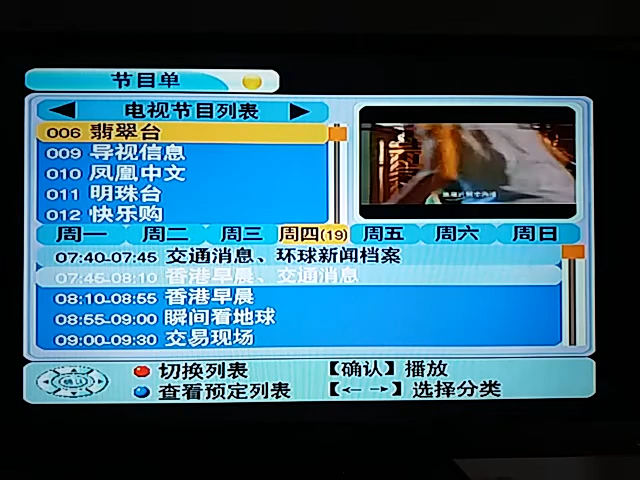 节目单
电视节目列表
006 翡翠台
009 导视信息
010 凤凰中文
011 明珠台
012 快乐购
周一 周二 周三 周四(19) 周五 周六 周日
07:40-07:45 交通消息、环球新闻档案
07:45-08:10 香港早晨、交通消息
08:10-08:55 香港早晨
08:55-09:00 瞬间看地球
09:00-09:30 交易现场
确认
切换列表 【确认】播放
查看预定列表 【← →】选择分类